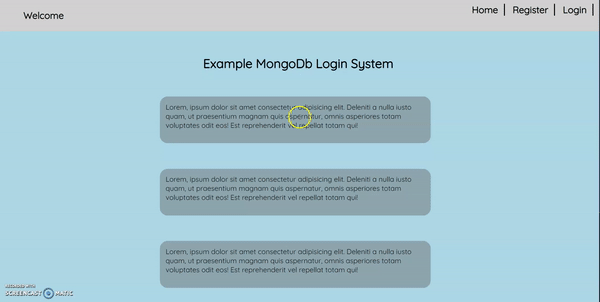 Welcome
Home
Register
Login
Example MongoDb Login System
Lorem, ipsum dolor sit amet consectetur adipisicing elit. Deleniti a nulla iusto
quam, ut praesentium magnam quis aspernatur, omnis asperiores totam
voluptates odit eos! Est reprehenderit vel repellat totam qui!
Lorem, ipsum dolor sit amet consectetur adipisicing elit. Deleniti a nulla iusto
quam, ut praesentium magnam quis aspernatur, omnis asperiores totam
voluptates odit eos! Est reprehenderit vel repellat totam qui!
Lorem, ipsum dolor sit amet consectetur adipisicing elit. Deleniti a nulla iusto
quam, ut praesentium magnam quis aspernatur, omnis asperiores totam
voluptates odit eos! Est reprehenderit vel repellat totam qui!
RECORDED WITH
SCREENCAST MATIC